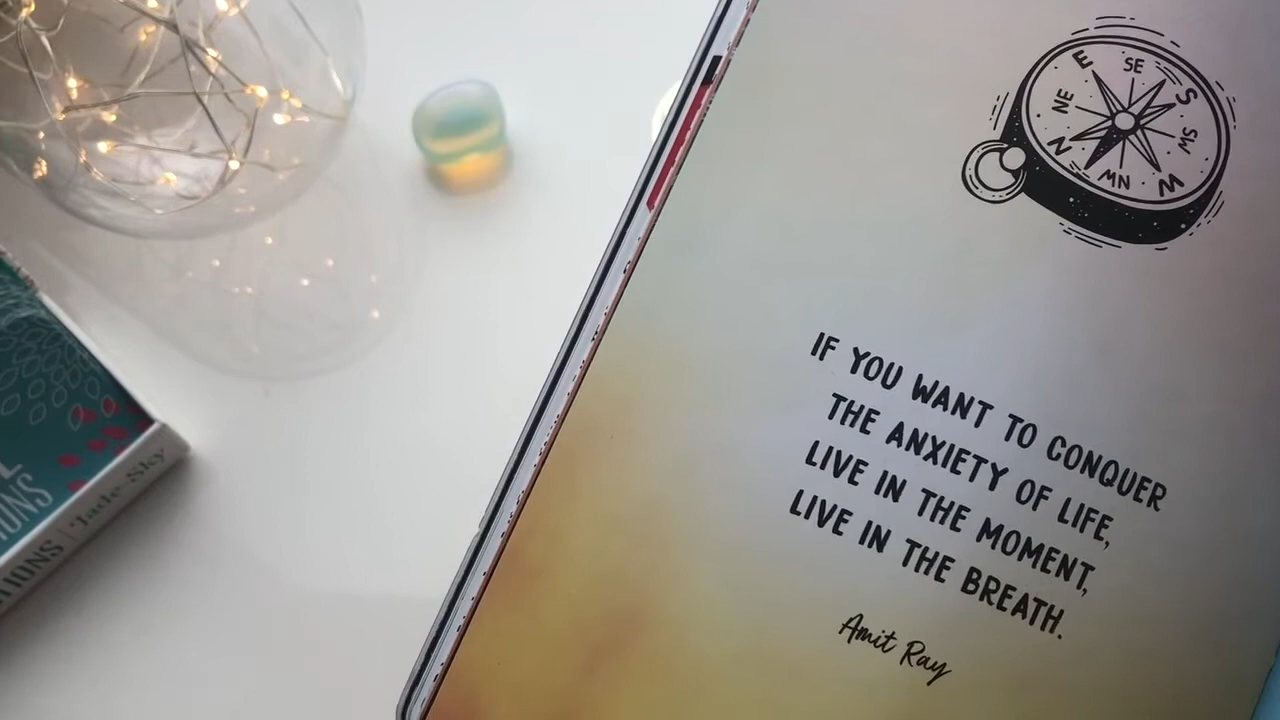 E
SE
S
SW
W
NW
N
NE
IF YOU WANT TO CONQUER
THE ANXIETY OF LIFE,
LIVE IN THE MOMENT,
LIVE IN THE BREATH.
Amit Ray
Jade-Sky